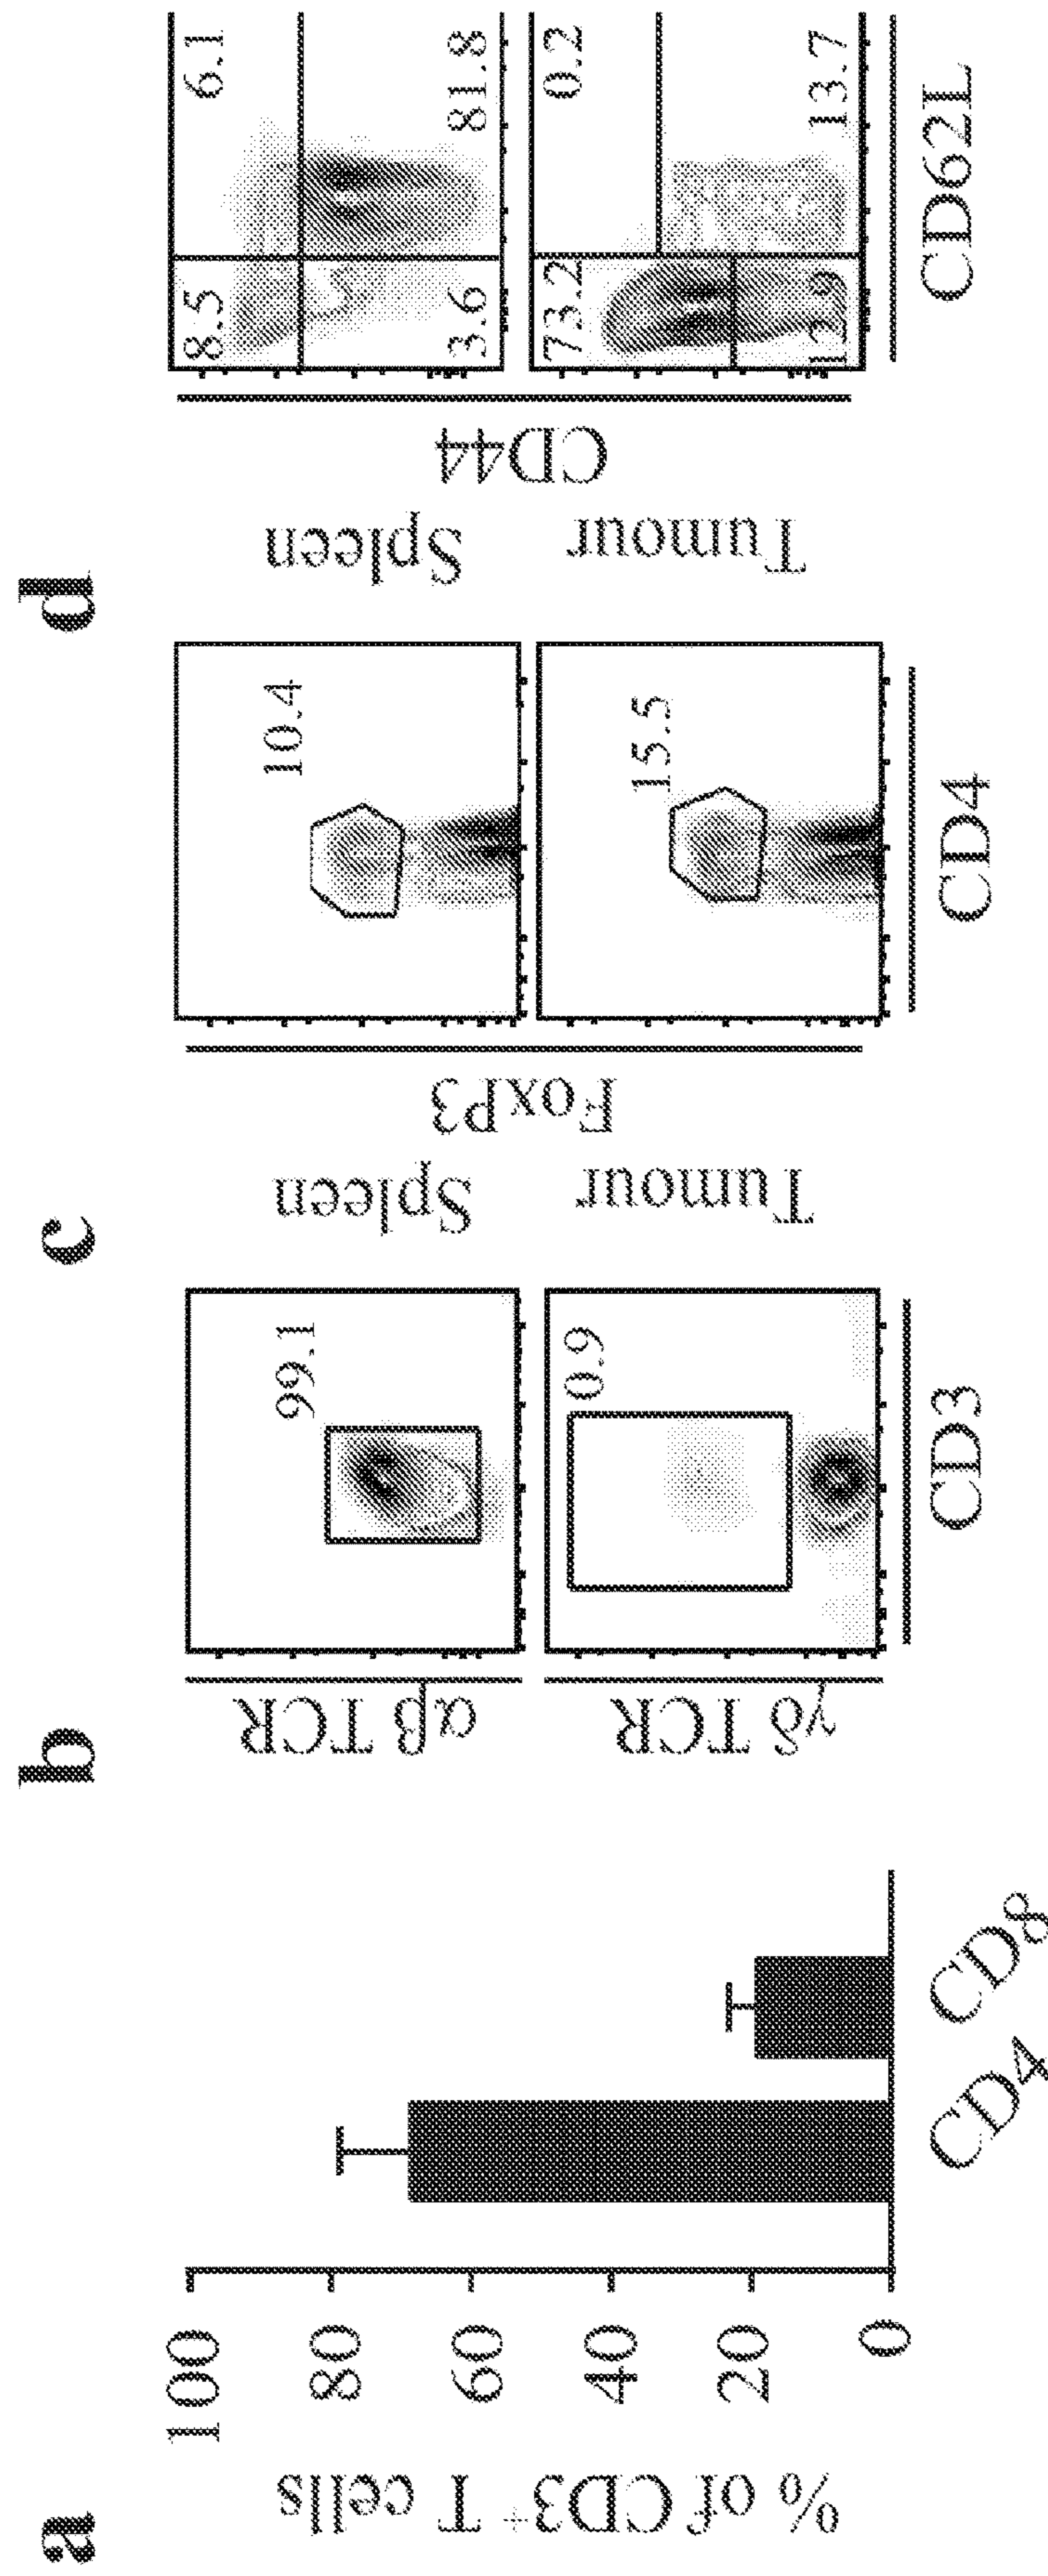 a
% of CD3+ T cells
100
80
60
40
20
0
CD4
CD8
b
αβ TCR
γδ TCR
99.1
0.9
CD3
c
Spleen
Tumour
FoxP3
10.4
15.5
CD4
d
Spleen
Tumour
CD44
8.5
6.1
3.6
81.8
73.2
0.2
12.9
13.7
CD62L